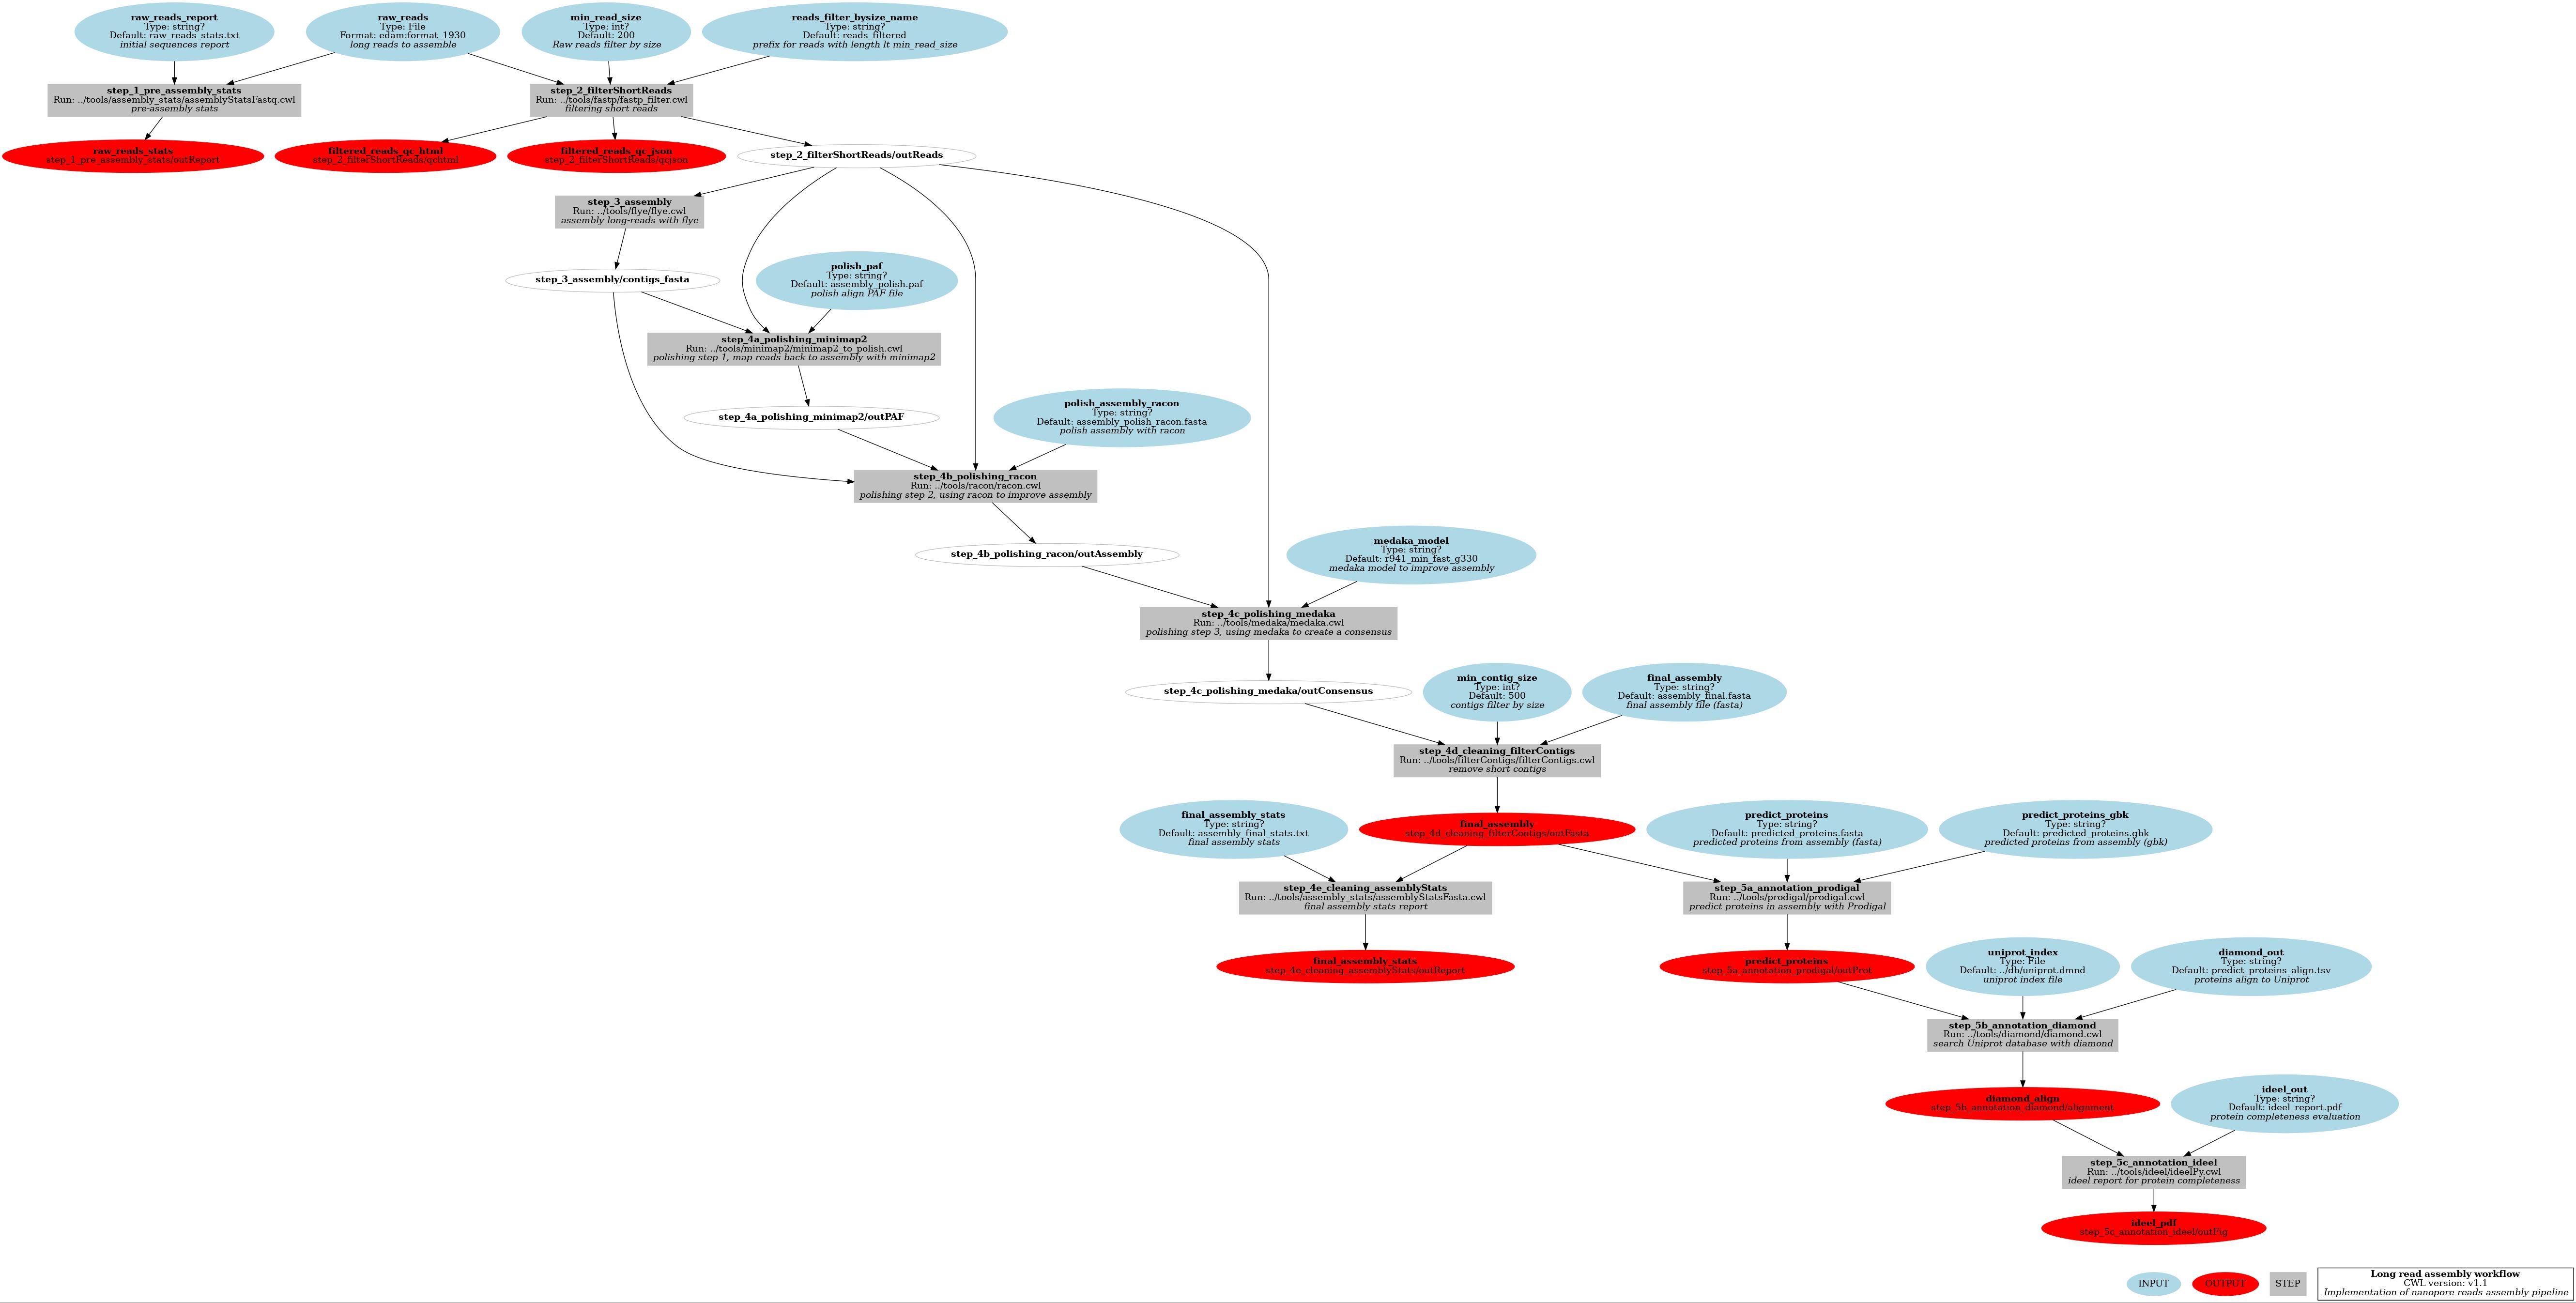 raw_reads_report
Type: string?
Default: raw_reads_stats.txt
initial sequences report
raw_reads
Type: File
Format: edam:format_1930
long reads to assemble
min_read_size
Type: int?
Default: 200
Raw reads filter by size
reads_filter_bysize_name
Type: string?
Default: reads_filtered
prefix for reads with length lt min_read_size
step_1_pre_assembly_stats
Run: ../tools/assembly_stats/assemblyStatsFastq.cwl
pre-assembly stats
step_2_filterShortReads
Run: ../tools/fastp/fastp_filter.cwl
filtering short reads
raw_reads_stats
step_1_pre_assembly_stats/outReport
filtered_reads_qc_html
step_2_filterShortReads/qchtml
filtered_reads_qc_json
step_2_filterShortReads/qcjson
step_2_filterShortReads/outReads
step_3_assembly
Run: ../tools/flye/flye.cwl
assembly long-reads with flye
step_3_assembly/contigs_fasta
polish_paf
Type: string?
Default: assembly_polish.paf
polish align PAF file
step_4a_polishing_minimap2
Run: ../tools/minimap2/minimap2_to_polish.cwl
polishing step 1, map reads back to assembly with minimap2
step_4a_polishing_minimap2/outPAF
polish_assembly_racon
Type: string?
Default: assembly_polish_racon.fasta
polish assembly with racon
step_4b_polishing_racon
Run: ../tools/racon/racon.cwl
polishing step 2, using racon to improve assembly
step_4b_polishing_racon/outAssembly
medaka_model
Type: string?
Default: r941_min_fast_g330
medaka model to improve assembly
step_4c_polishing_medaka
Run: ../tools/medaka/medaka.cwl
polishing step 3, using medaka to create a consensus
step_4c_polishing_medaka/outConsensus
min_contig_size
Type: int?
Default: 500
contigs filter by size
final_assembly
Type: string?
Default: assembly_final.fasta
final assembly file (fasta)
step_4d_cleaning_filterContigs
Run: ../tools/filterContigs/filterContigs.cwl
remove short contigs
final_assembly_stats
Type: string?
Default: assembly_final_stats.txt
final assembly stats
final_assembly
step_4d_cleaning_filterContigs/outFasta
predict_proteins
Type: string?
Default: predicted_proteins.fasta
predicted proteins from assembly (fasta)
predict_proteins_gbk
Type: string?
Default: predicted_proteins.gbk
predicted proteins from assembly (gbk)
step_4e_cleaning_assemblyStats
Run: ../tools/assembly_stats/assemblyStatsFasta.cwl
final assembly stats report
step_5a_annotation_prodigal
Run: ../tools/prodigal/prodigal.cwl
predict proteins in assembly with Prodigal
final_assembly_stats
step_4e_cleaning_assemblyStats/outReport
predict_proteins
step_5a_annotation_prodigal/outProt
uniprot_index
Type: File
Default: ../db/uniprot.dmnd
uniprot index file
diamond_out
Type: string?
Default: predict_proteins_align.tsv
proteins align to Uniprot
step_5b_annotation_diamond
Run: ../tools/diamond/diamond.cwl
search Uniprot database with diamond
diamond_align
step_5b_annotation_diamond/alignment
ideel_out
Type: string?
Default: ideel_report.pdf
protein completeness evaluation
step_5c_annotation_ideel
Run: ../tools/ideel/ideelPy.cwl
ideel report for protein completeness
ideel_pdf
step_5c_annotation_ideel/outFig
INPUT
OUTPUT
STEP
Long read assembly workflow
CWL version: v1.1
Implementation of nanopore reads assembly pipeline